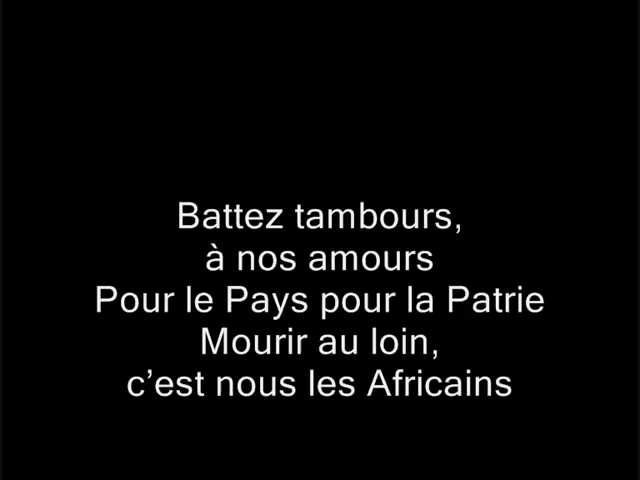 Battez tambours,
à nos amours
Pour le Pays pour la Patrie
Mourir au loin,
c’est nous les Africains